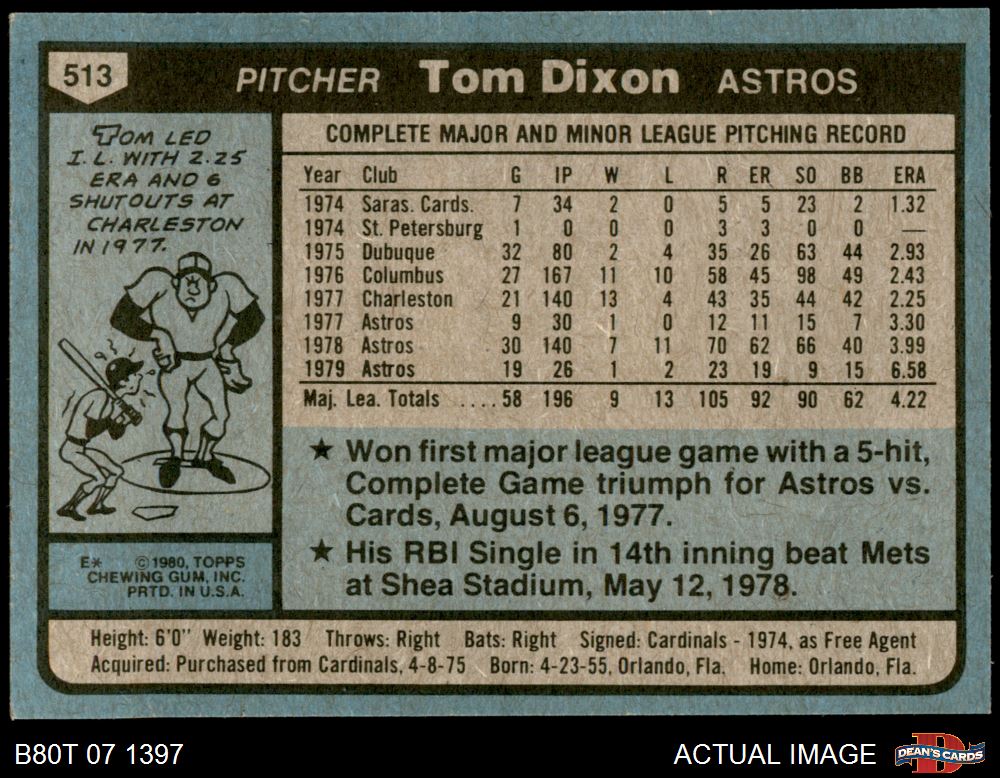 513 PITCHER Tom Dixon ASTROS
TOM LED
I.L. WITH 2.25
ERA AND 6
SHUTOUTS AT
CHARLESTON
IN 1977.
E* ©1980, TOPPS
CHEWING GUM, INC.
PRTD. IN U.S.A.
COMPLETE MAJOR AND MINOR LEAGUE PITCHING RECORD
Year Club G IP W L R ER SO BB ERA
1974 Saras. Cards. 7 34 2 0 5 5 23 2 1.32
1974 St. Petersburg 1 0 0 0 3 3 0 0 —
1975 Dubuque 32 80 2 4 35 26 63 44 2.93
1976 Columbus 27 167 11 10 58 45 98 49 2.43
1977 Charleston 21 140 13 4 43 35 44 42 2.25
1977 Astros 9 30 1 0 12 11 15 7 3.30
1978 Astros 30 140 7 11 70 62 66 40 3.99
1979 Astros 19 26 1 2 23 19 9 15 6.58
Maj. Lea. Totals ....58 196 9 13 105 92 90 62 4.22
★ Won first major league game with a 5-hit,
Complete Game triumph for Astros vs.
Cards, August 6, 1977.
★ His RBI Single in 14th inning beat Mets
at Shea Stadium, May 12, 1978.
Height: 6'0" Weight: 183 Throws: Right Bats: Right Signed: Cardinals - 1974, as Free Agent
Acquired: Purchased from Cardinals, 4-8-75 Born: 4-23-55, Orlando, Fla. Home: Orlando, Fla.
B80T 07 1397 ACTUAL IMAGE D DEAN'S CARDS